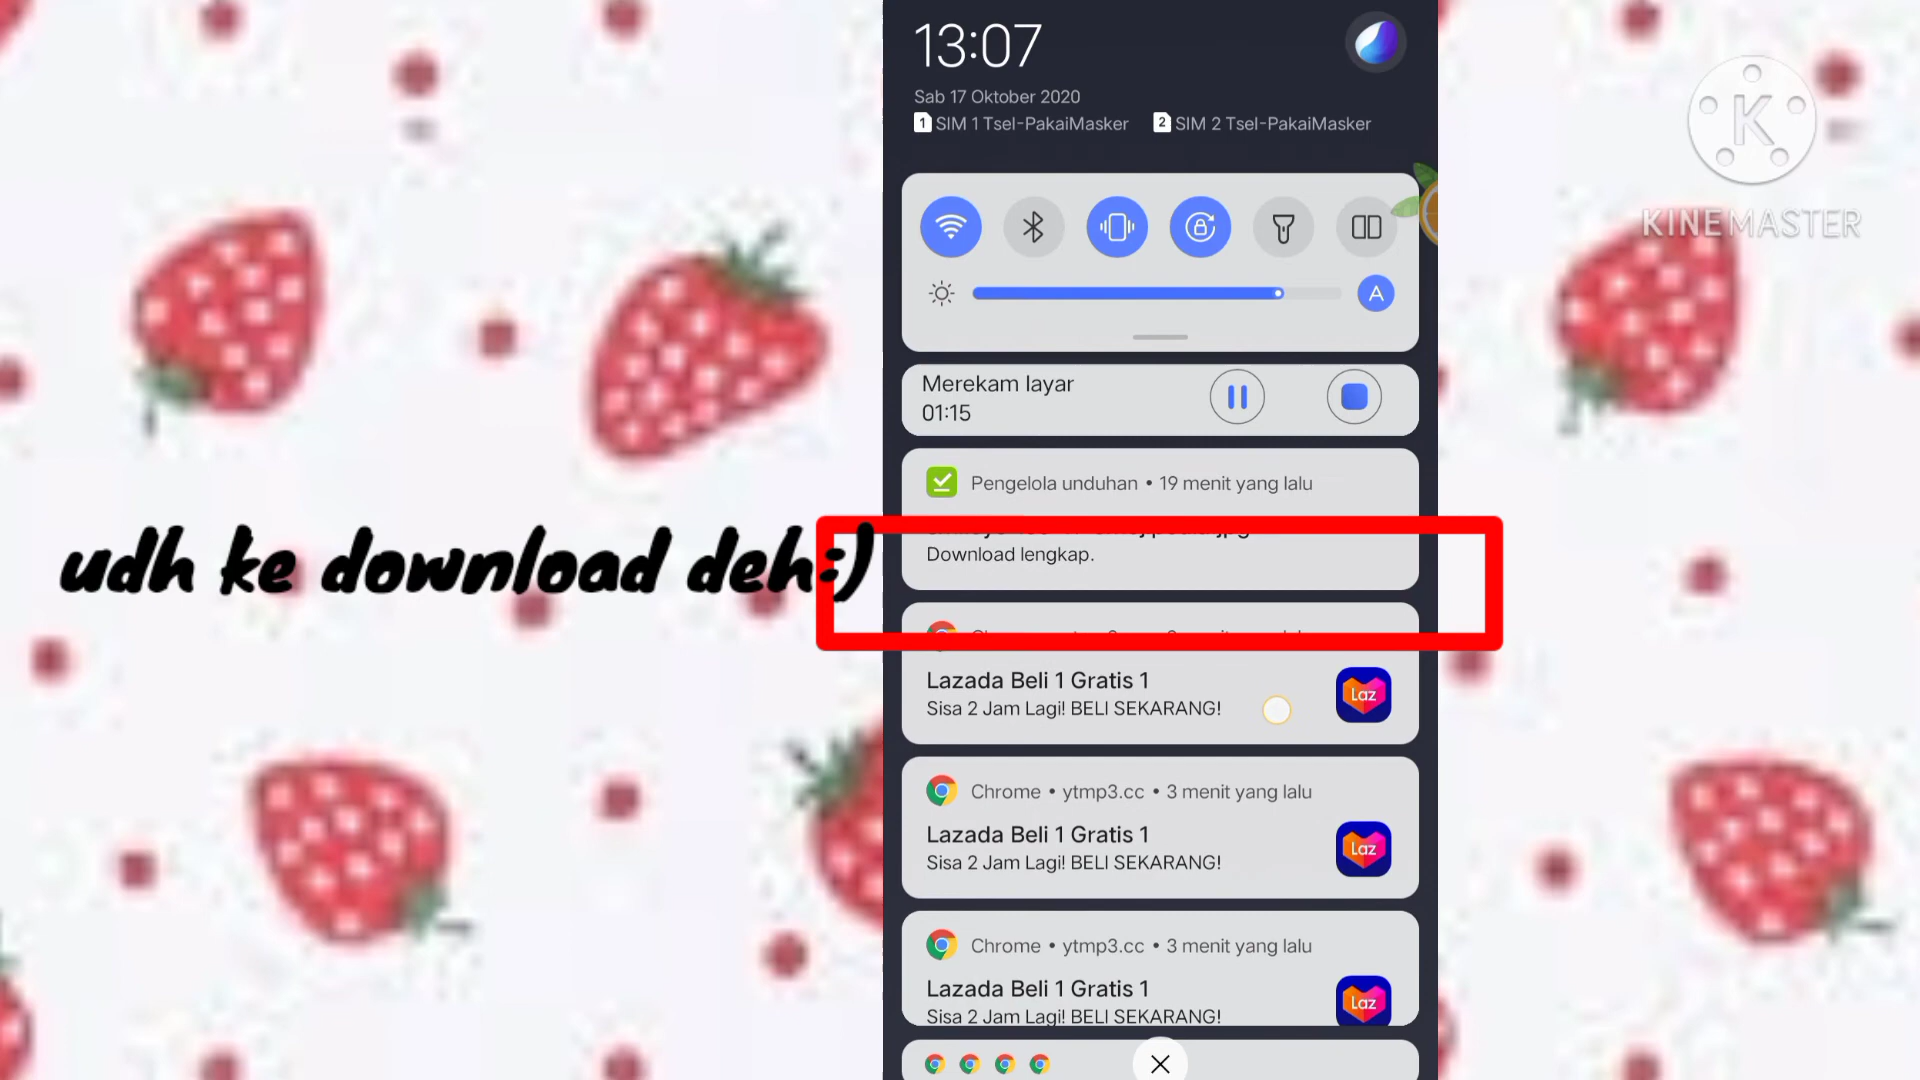 13:07
Sab 17 Oktober 2020
1 SIM 1 Tsel-PakaiMasker 2 SIM 2 Tsel-PakaiMasker
K
KINEMASTER
A
Merekam layar
01:15
Pengelola unduhan • 19 menit yang lalu
udh ke download deh:)
Download lengkap.
Lazada Beli 1 Gratis 1
Sisa 2 Jam Lagi! BELI SEKARANG!
Laz
Chrome • ytmp3.cc • 3 menit yang lalu
Lazada Beli 1 Gratis 1
Sisa 2 Jam Lagi! BELI SEKARANG!
Laz
Chrome • ytmp3.cc • 3 menit yang lalu
Lazada Beli 1 Gratis 1
Sisa 2 Jam Lagi! BELI SEKARANG!
Laz